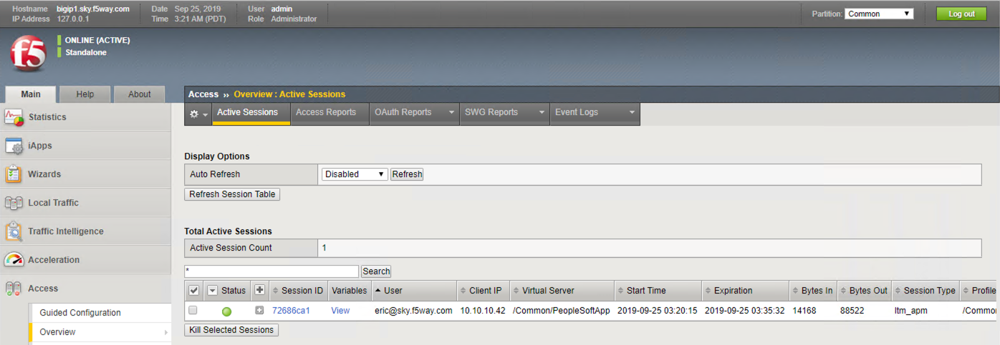 Hostname bigip1.sky.f5way.com Date Sep 25, 2019 User admin
IP Address 127.0.0.1 Time 3:21 AM (PDT) Role Administrator
Partition: Common Log out
f5
ONLINE (ACTIVE)
Standalone
Main Help About
Statistics
iApps
Wizards
Local Traffic
Traffic Intelligence
Acceleration
Access
Guided Configuration
Overview
Access ›› Overview : Active Sessions
Active Sessions Access Reports OAuth Reports SWG Reports Event Logs
Display Options
Auto Refresh Disabled Refresh
Refresh Session Table
Total Active Sessions
Active Session Count 1
* Search
Status Session ID Variables User Client IP Virtual Server Start Time Expiration Bytes In Bytes Out Session Type Profile
72686ca1 View eric@sky.f5way.com 10.10.10.42 /Common/PeopleSoftApp 2019-09-25 03:20:15 2019-09-25 03:35:32 14168 88522 ltm_apm /Commo
Kill Selected Sessions